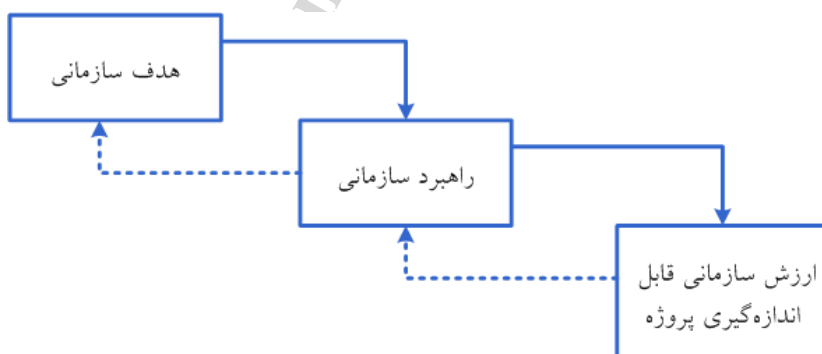 هدف سازمانی
راهبرد سازمانی
ارزش سازمانی قابل
اندازه‌گیری پروژه